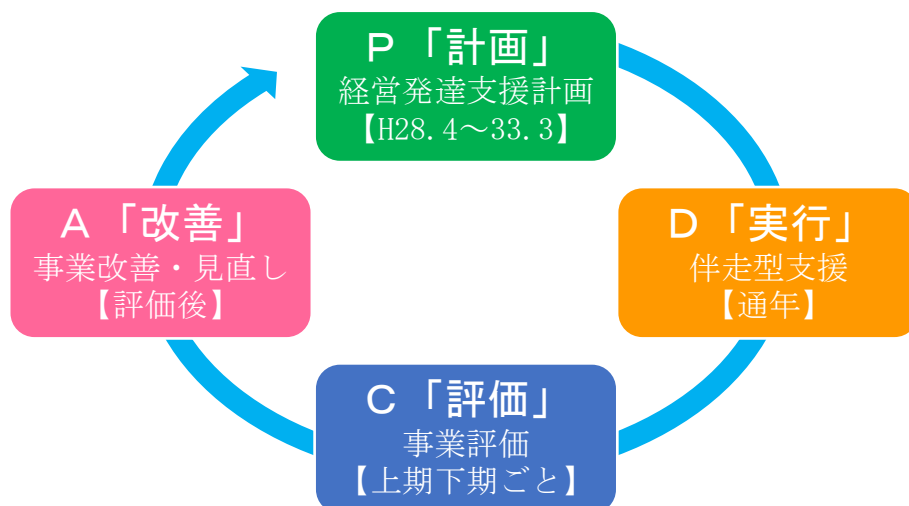 P「計画」
経営発達支援計画
【H28.4～33.3】
D「実行」
伴走型支援
【通年】
C「評価」
事業評価
【上期下期ごと】
A「改善」
事業改善・見直し
【評価後】